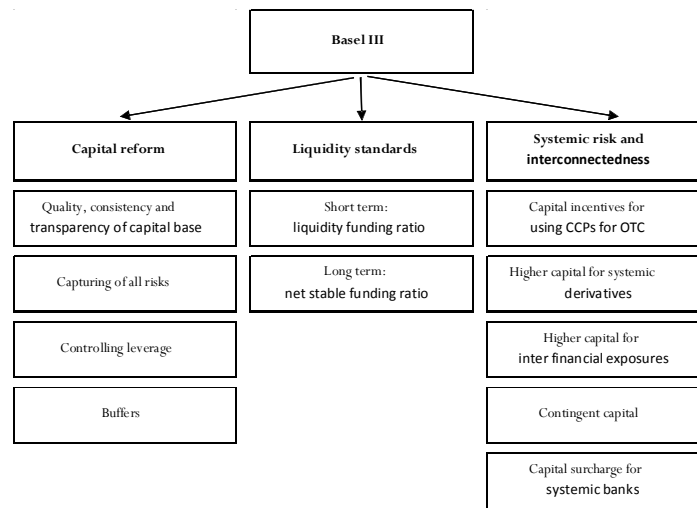 Basel III
Capital reform
Quality, consistency and
transparency of capital base
Capturing of all risks
Controlling leverage
Buffers
Liquidity standards
Short term:
liquidity funding ratio
Long term:
net stable funding ratio
Systemic risk and
interconnectedness
Capital incentives for
using CCPs for OTC
Higher capital for systemic
derivatives
Higher capital for
inter financial exposures
Contingent capital
Capital surcharge for
systemic banks